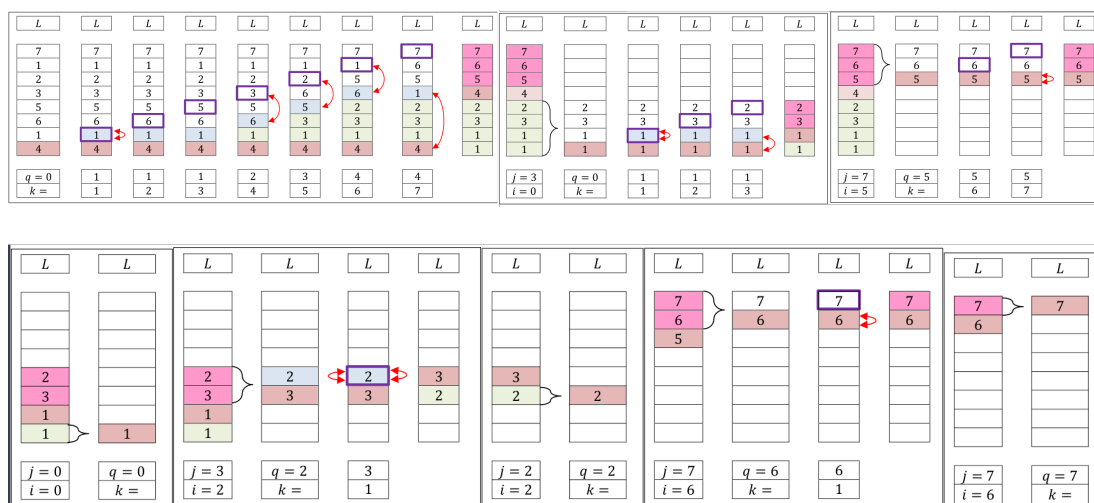 L L L L L L L L L
7 7 7 7 7 7 7 7 7
1 1 1 1 1 1 1 6 6
2 2 2 2 2 2 5 5 5
3 3 3 3 3 6 6 1 4
5 5 5 5 5 5 2 2 2
6 6 6 6 6 3 3 3 3
1 1 1 1 1 1 1 1 1
4 4 4 4 4 4 4 4 1
q = 0 1 1 1 2 3 4 4
k = 1 2 3 4 5 6 7
L L L L L L
7
6
5
4
2 2 2 2 2 2
3 3 3 3 3 3
1 1 1 1 1 1
1 1 1 1 1 1
j = 3 q = 0 1 1 1
i = 0 k = 1 2 3
L L L L L
7 7 7 7 7
6 6 6 6 6
5 5 5 5 5
4
2
3
1
1
j = 7 q = 5 5 5
i = 5 k = 6 7
L L
2
3
1
1 1
j = 0 q = 0
i = 0 k =
L L L L
2 2 2 3
3 3 3 2
1
1
j = 3 q = 2 3
i = 2 k = 1
L L
3
2 2
j = 2 q = 2
i = 2 k =
L L L L
7 7 7 7
6 6 6 6
5
j = 7 q = 6 6
i = 6 k = 1
L L
7 7
6
j = 7 q = 7
i = 6 k =